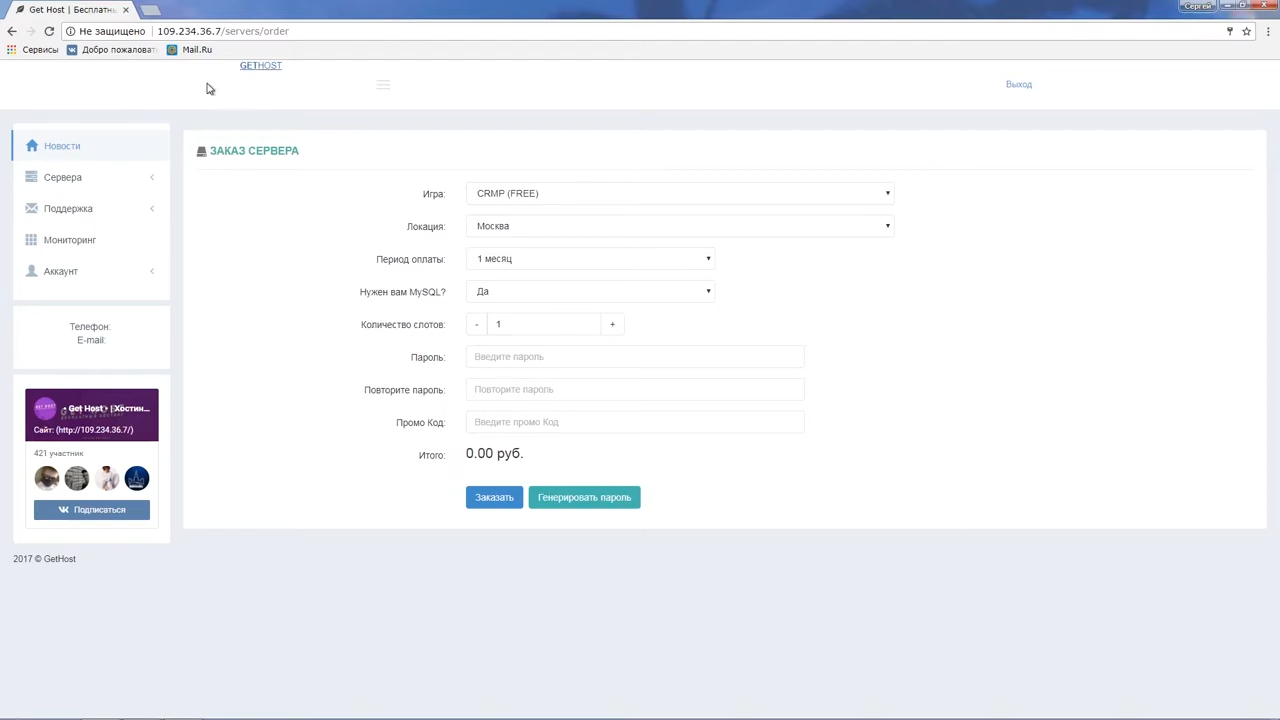 Get Host | Бесплатнь
Сергей
Не защищено
109.234.36.7/servers/order
Сервисы
Добро пожаловат
Mail.Ru
GETHOST
Выход
Новости
Сервера
Поддержка
Мониторинг
Аккаунт
Телефон:
E-mail:
• Get Host • | Хостин...
Сайт: (http://109.234.36.7/)
421 участник
Подписаться
2017 © GetHost
ЗАКАЗ СЕРВЕРА
Игра: CRMP (FREE)
Локация: Москва
Период оплаты: 1 месяц
Нужен вам MySQL? Да
Количество слотов: - 1 +
Пароль: Введите пароль
Повторите пароль: Повторите пароль
Промо Код: Введите промо Код
Итого: 0.00 руб.
Заказать
Генерировать пароль